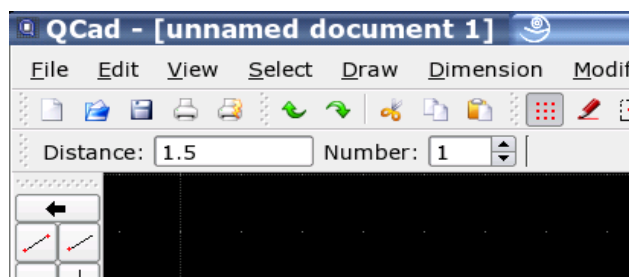 QCad - [unnamed document 1]
File Edit View Select Draw Dimension
Distance: 1.5 Number: 1